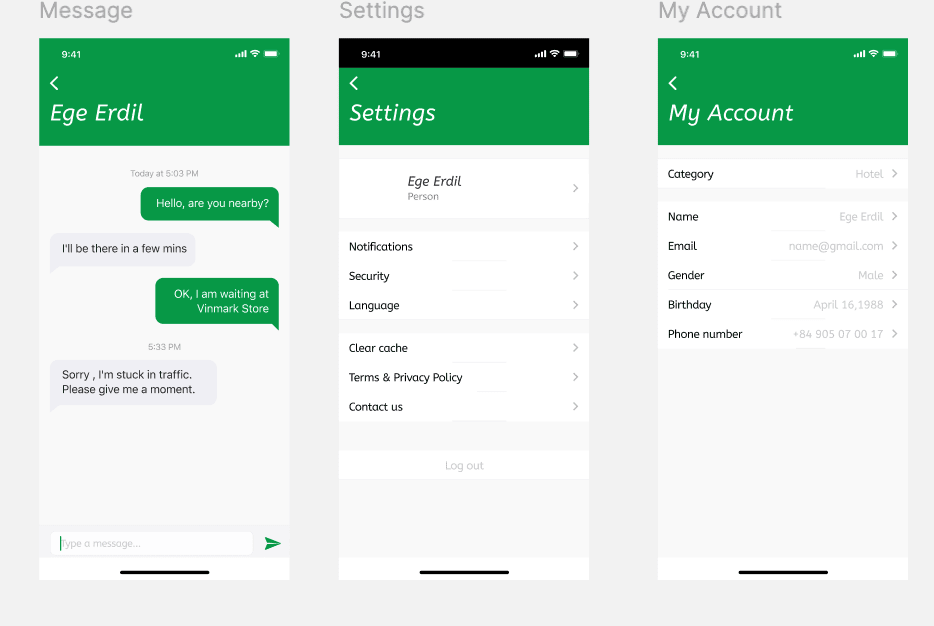 Message
9:41
Ege Erdil
Today at 5:03 PM
Hello, are you nearby?
I'll be there in a few mins
OK, I am waiting at
Vinmark Store
5:33 PM
Sorry , I'm stuck in traffic.
Please give me a moment.
Type a message...
Settings
9:41
Settings
Ege Erdil
Person
Notifications
Security
Language
Clear cache
Terms & Privacy Policy
Contact us
Log out
My Account
9:41
My Account
Category Hotel
Name Ege Erdil
Email name@gmail.com
Gender Male
Birthday April 16,1988
Phone number +84 905 07 00 17